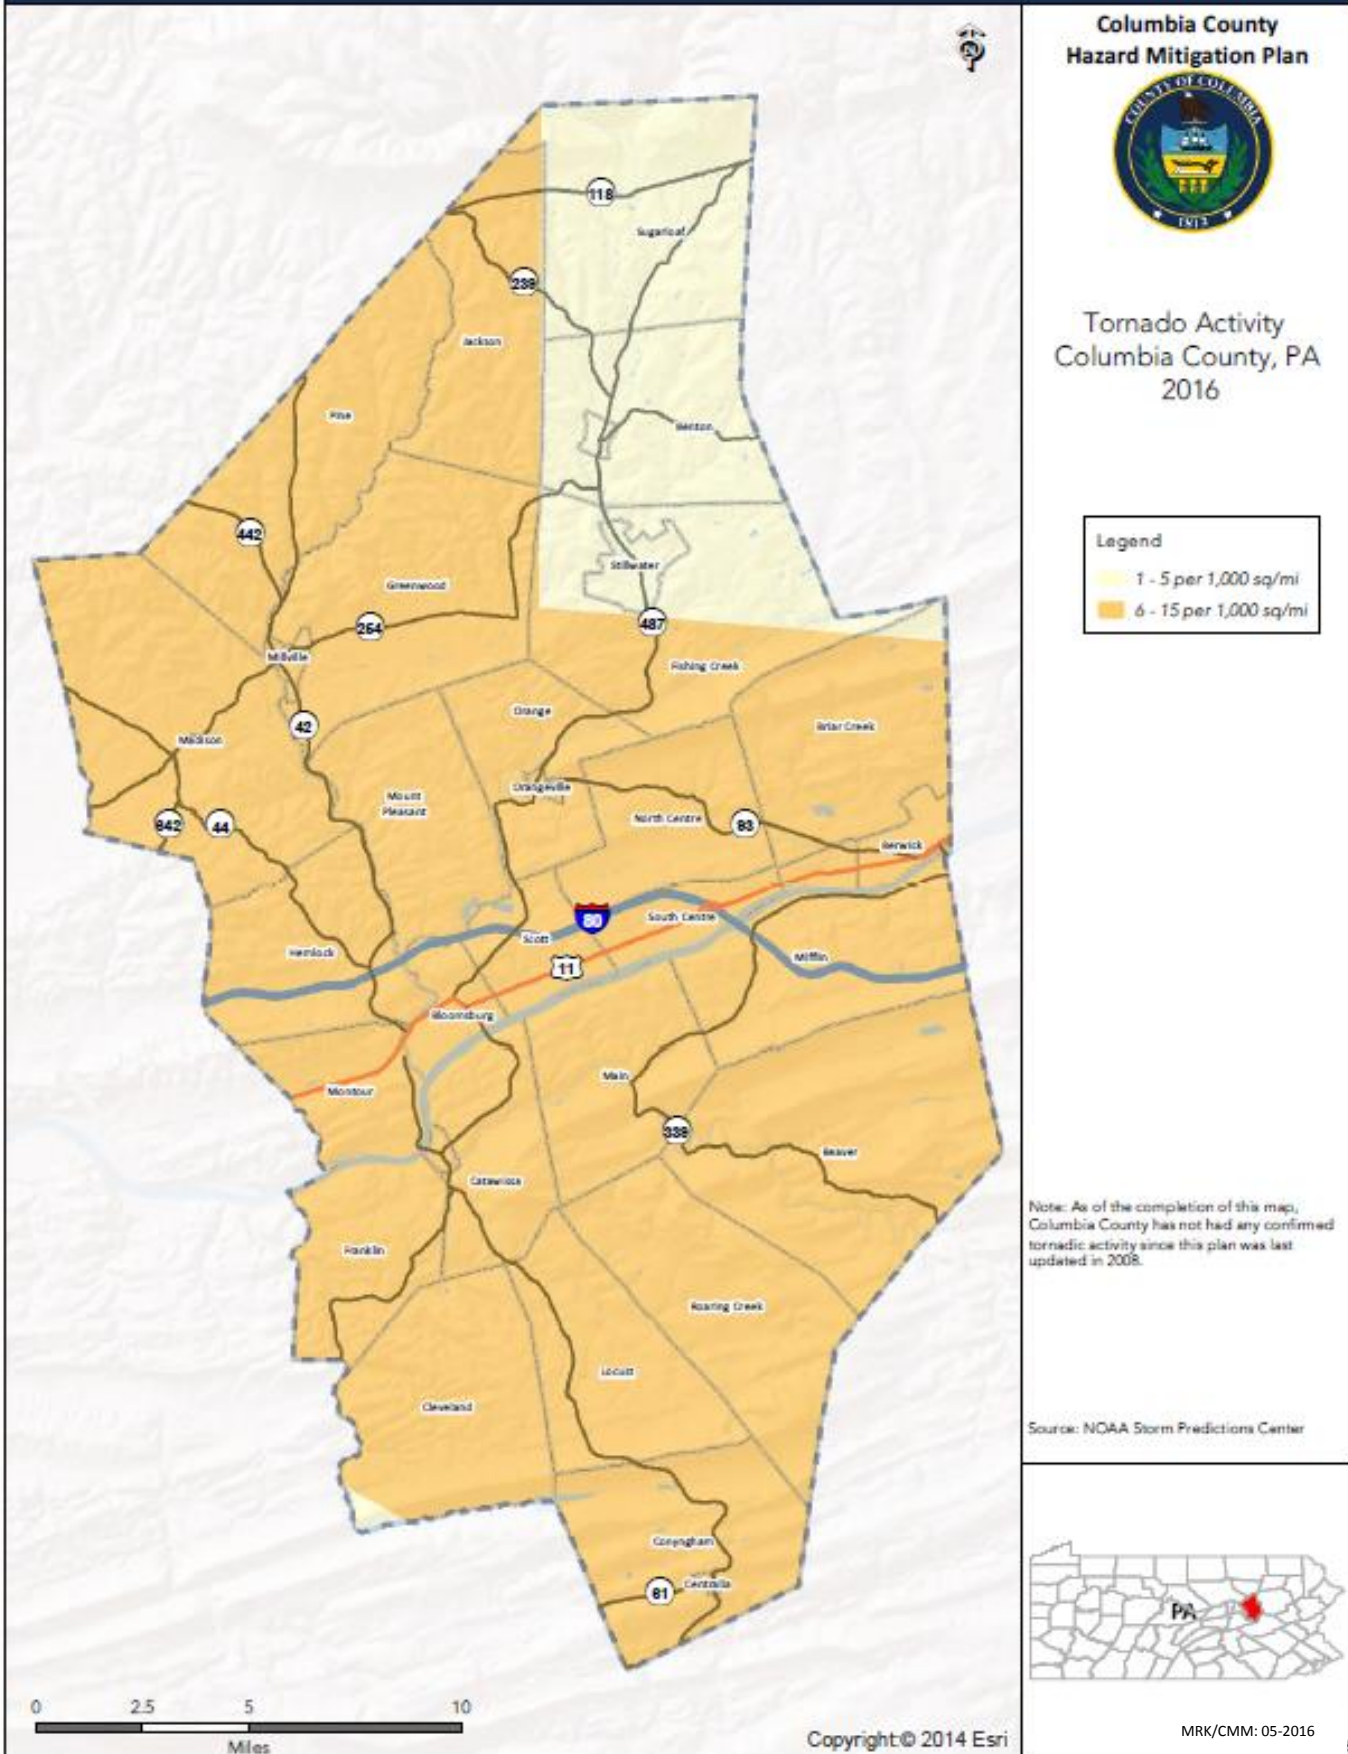 Columbia County
Hazard Mitigation Plan
COUNTY OF COLUMBIA
1813
Tornado Activity
Columbia County, PA
2016
Legend
1 - 5 per 1,000 sq/mi
6 - 15 per 1,000 sq/mi
118
Sugarloaf
239
Jackson
Pine
Benton
442
Stillwater
Greenwood
254
487
Millville
Fishing Creek
Orange
42
Briar Creek
Madison
Orangeville
Mount
Pleasant
642
44
North Centre
93
Berwick
80
South Centre
Scott
Hemlock
11
Mifflin
Bloomsburg
Main
Montour
339
Beaver
Catawissa
Franklin
Roaring Creek
Locust
Cleveland
Conyngham
61
Centralia
Note: As of the completion of this map,
Columbia County has not had any confirmed
tornadic activity since this plan was last
updated in 2008.
Source: NOAA Storm Predictions Center
PA
0 2.5 5 10
Miles
Copyright:© 2014 Esri
MRK/CMM: 05-2016